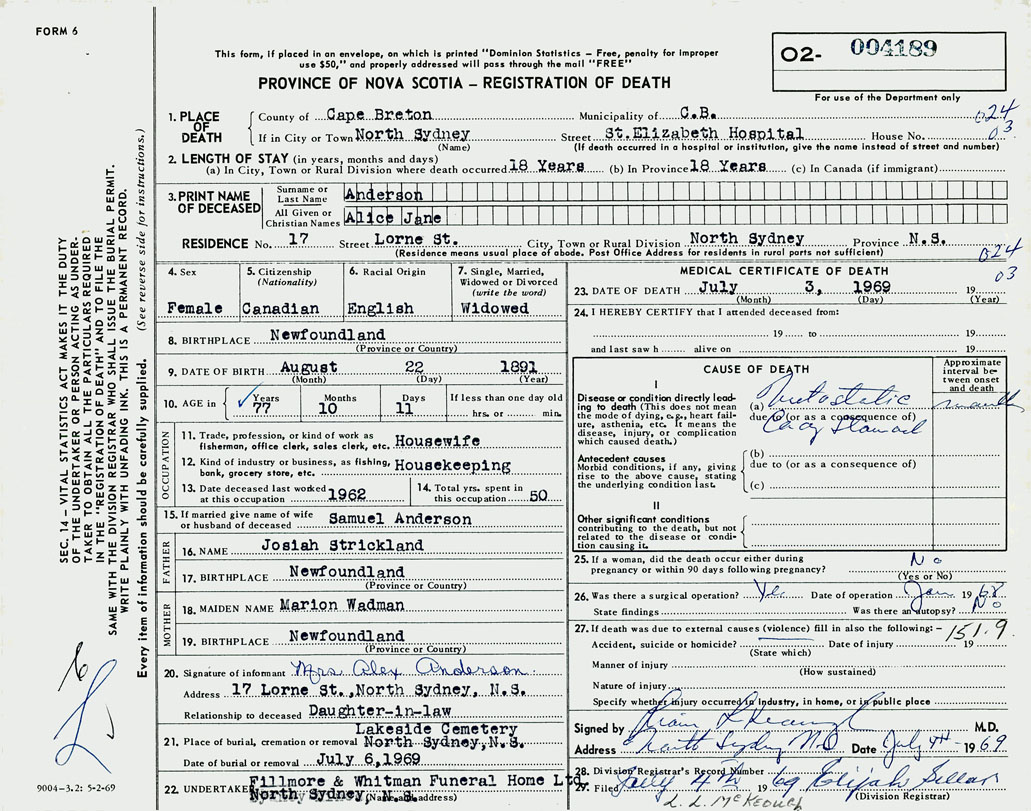 FORM 6
This form, if placed in an envelope, on which is printed "Dominion Statistics – Free, penalty for improper
use $50," and properly addressed will pass through the mail "FREE"
PROVINCE OF NOVA SCOTIA – REGISTRATION OF DEATH
O2- 004189
For use of the Department only
024
03
1. PLACE OF DEATH
County of Cape Breton Municipality of C.B.
If in City or Town North Sydney Street St.Elizabeth Hospital House No.
(Name) (If death occurred in a hospital or institution, give the name instead of street and number)
2. LENGTH OF STAY (in years, months and days)
(a) In City, Town or Rural Division where death occurred 18 Years (b) In Province 18 Years (c) In Canada (if immigrant)
3. PRINT NAME OF DECEASED
Surname or Last Name Anderson
All Given or Christian Names Alice Jane
RESIDENCE No. 17 Street Lorne St. City, Town or Rural Division North Sydney Province N.S.
(Residence means usual place of abode. Post Office Address for residents in rural parts not sufficient)
024
03
4. Sex
Female
5. Citizenship
(Nationality)
Canadian
6. Racial Origin
English
7. Single, Married,
Widowed or Divorced
(write the word)
Widowed
8. BIRTHPLACE Newfoundland
(Province or Country)
9. DATE OF BIRTH August 22 1891
(Month) (Day) (Year)
10. AGE in Years 77 Months 10 Days 11 If less than one day old
hrs. or min.
OCCUPATION
11. Trade, profession, or kind of work as
fisherman, office clerk, sales clerk, etc. Housewife
12. Kind of industry or business, as fishing,
bank, grocery store, etc. Housekeeping
13. Date deceased last worked
at this occupation 1962
14. Total yrs. spent in
this occupation 50
15. If married give name of wife
or husband of deceased Samuel Anderson
FATHER
16. NAME Josiah Strickland
17. BIRTHPLACE Newfoundland
(Province or Country)
MOTHER
18. MAIDEN NAME Marion Wadman
19. BIRTHPLACE Newfoundland
(Province or Country)
20. Signature of informant Mrs Alex Anderson
Address 17 Lorne St.,North Sydney, N.S.
Relationship to deceased Daughter-in-law
Lakeside Cemetery
21. Place of burial, cremation or removal North Sydney,N.S.
Date of burial or removal July 6,1969
Fillmore & Whitman Funeral Home Ltd.
22. UNDERTAKER North Sydney, N.S.
(Name and address)
MEDICAL CERTIFICATE OF DEATH
23. DATE OF DEATH July 3, 1969 19
(Month) (Day) (Year)
24. I HEREBY CERTIFY that I attended deceased from:
19 to
and last saw h alive on 19
CAUSE OF DEATH
Approximate
interval be-
tween onset
and death
I
Disease or condition directly lead-
ing to death (This does not mean
the mode of dying, e.g., heart fail-
ure, asthenia, etc. It means the
disease, injury, or complication
which caused death.)
(a) Metastatic
due to (or as a consequence of)
months
Antecedent causes
Morbid conditions, if any, giving
rise to the above cause, stating
the underlying condition last.
(b)
due to (or as a consequence of)
(c)
II
Other significant conditions
contributing to the death, but not
related to the disease or condi-
tion causing it.
25. If a woman, did the death occur either during
pregnancy or within 90 days following pregnancy? No
(Yes or No)
26. Was there a surgical operation? Yes Date of operation Jan. 19 68
State findings Was there an autopsy? No
27. If death was due to external causes (violence) fill in also the following:– 151.9
Accident, suicide or homicide? Date of injury 19
(State which)
Manner of injury
(How sustained)
Nature of injury
Specify whether injury occurred in industry, in home, or in public place
Signed by M.D.
Address North Sydney NS Date July 4th 1969
28. Division Registrar's Record Number
29. Filed July 4th 19 69 Elijah
(Division Registrar)
L. L. McKeough
SEC. 14 – VITAL STATISTICS ACT MAKES IT THE DUTY
OF THE UNDERTAKER OR PERSON ACTING AS UNDER-
TAKER TO OBTAIN ALL THE PARTICULARS REQUIRED
IN THE "REGISTRATION OF DEATH" AND TO FILE THE
SAME WITH THE DIVISION REGISTRAR WHO SHALL ISSUE THE BURIAL PERMIT.
WRITE PLAINLY WITH UNFADING INK. THIS IS A PERMANENT RECORD.
Every item of information should be carefully supplied. (See reverse side for instructions.)
9004-3.2: 5-2-69